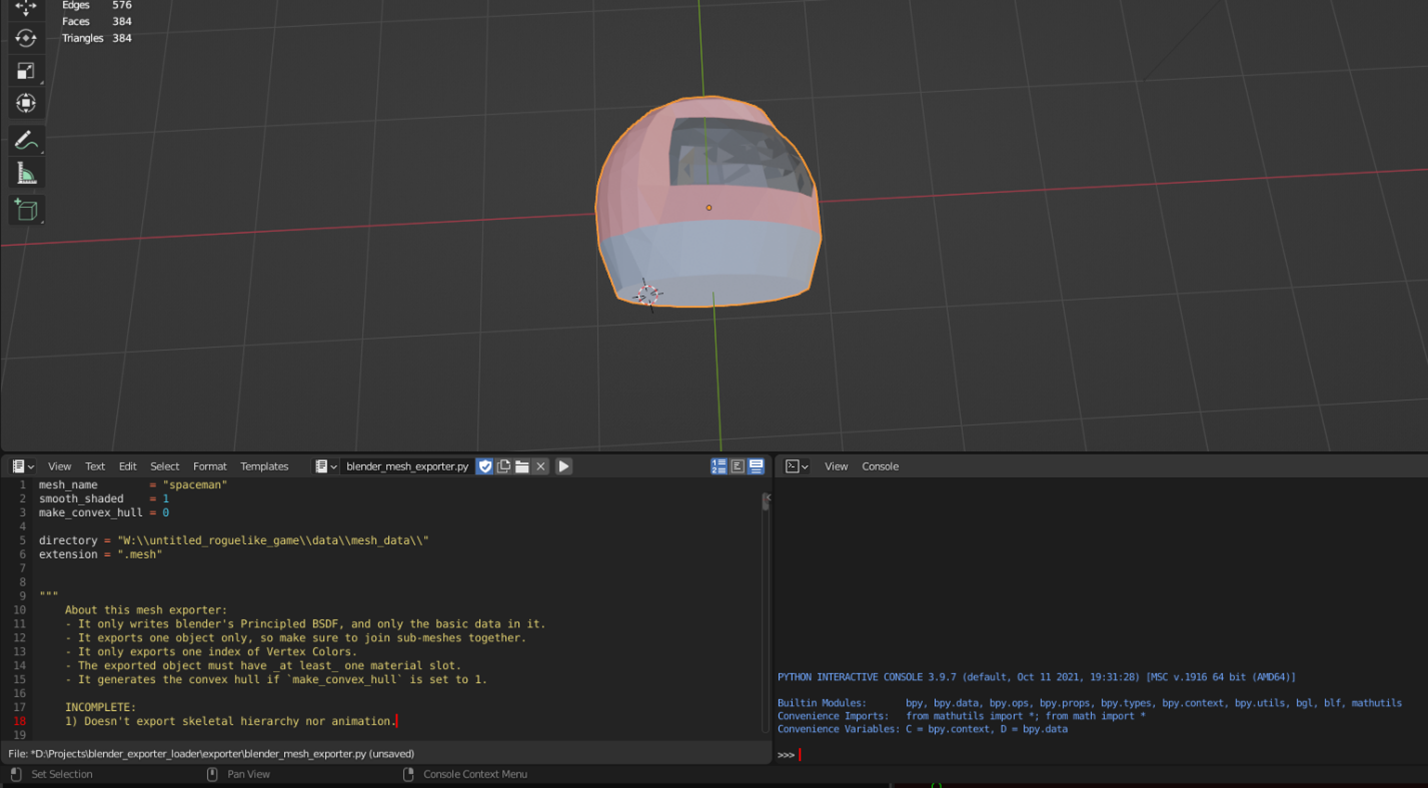 Edges 576
Faces 384
Triangles 384
View Text Edit Select Format Templates blender_mesh_exporter.py
1 mesh_name = "spaceman"
2 smooth_shaded = 1
3 make_convex_hull = 0
4
5 directory = "W:\\untitled_roguelike_game\\data\\mesh_data\\"
6 extension = ".mesh"
7
8
9 """
10 About this mesh exporter:
11 - It only writes blender's Principled BSDF, and only the basic data in it.
12 - It exports one object only, so make sure to join sub-meshes together.
13 - It only exports one index of Vertex Colors.
14 - The exported object must have _at least_ one material slot.
15 - It generates the convex hull if `make_convex_hull` is set to 1.
16
17 INCOMPLETE:
18 1) Doesn't export skeletal hierarchy nor animation.
19
File: *D:\Projects\blender_exporter_loader\exporter\blender_mesh_exporter.py (unsaved)
View Console
PYTHON INTERACTIVE CONSOLE 3.9.7 (default, Oct 11 2021, 19:31:28) [MSC v.1916 64 bit (AMD64)]
Builtin Modules: bpy, bpy.data, bpy.ops, bpy.props, bpy.types, bpy.context, bpy.utils, bgl, blf, mathutils
Convenience Imports: from mathutils import *; from math import *
Convenience Variables: C = bpy.context, D = bpy.data
>>>
Set Selection Pan View Console Context Menu